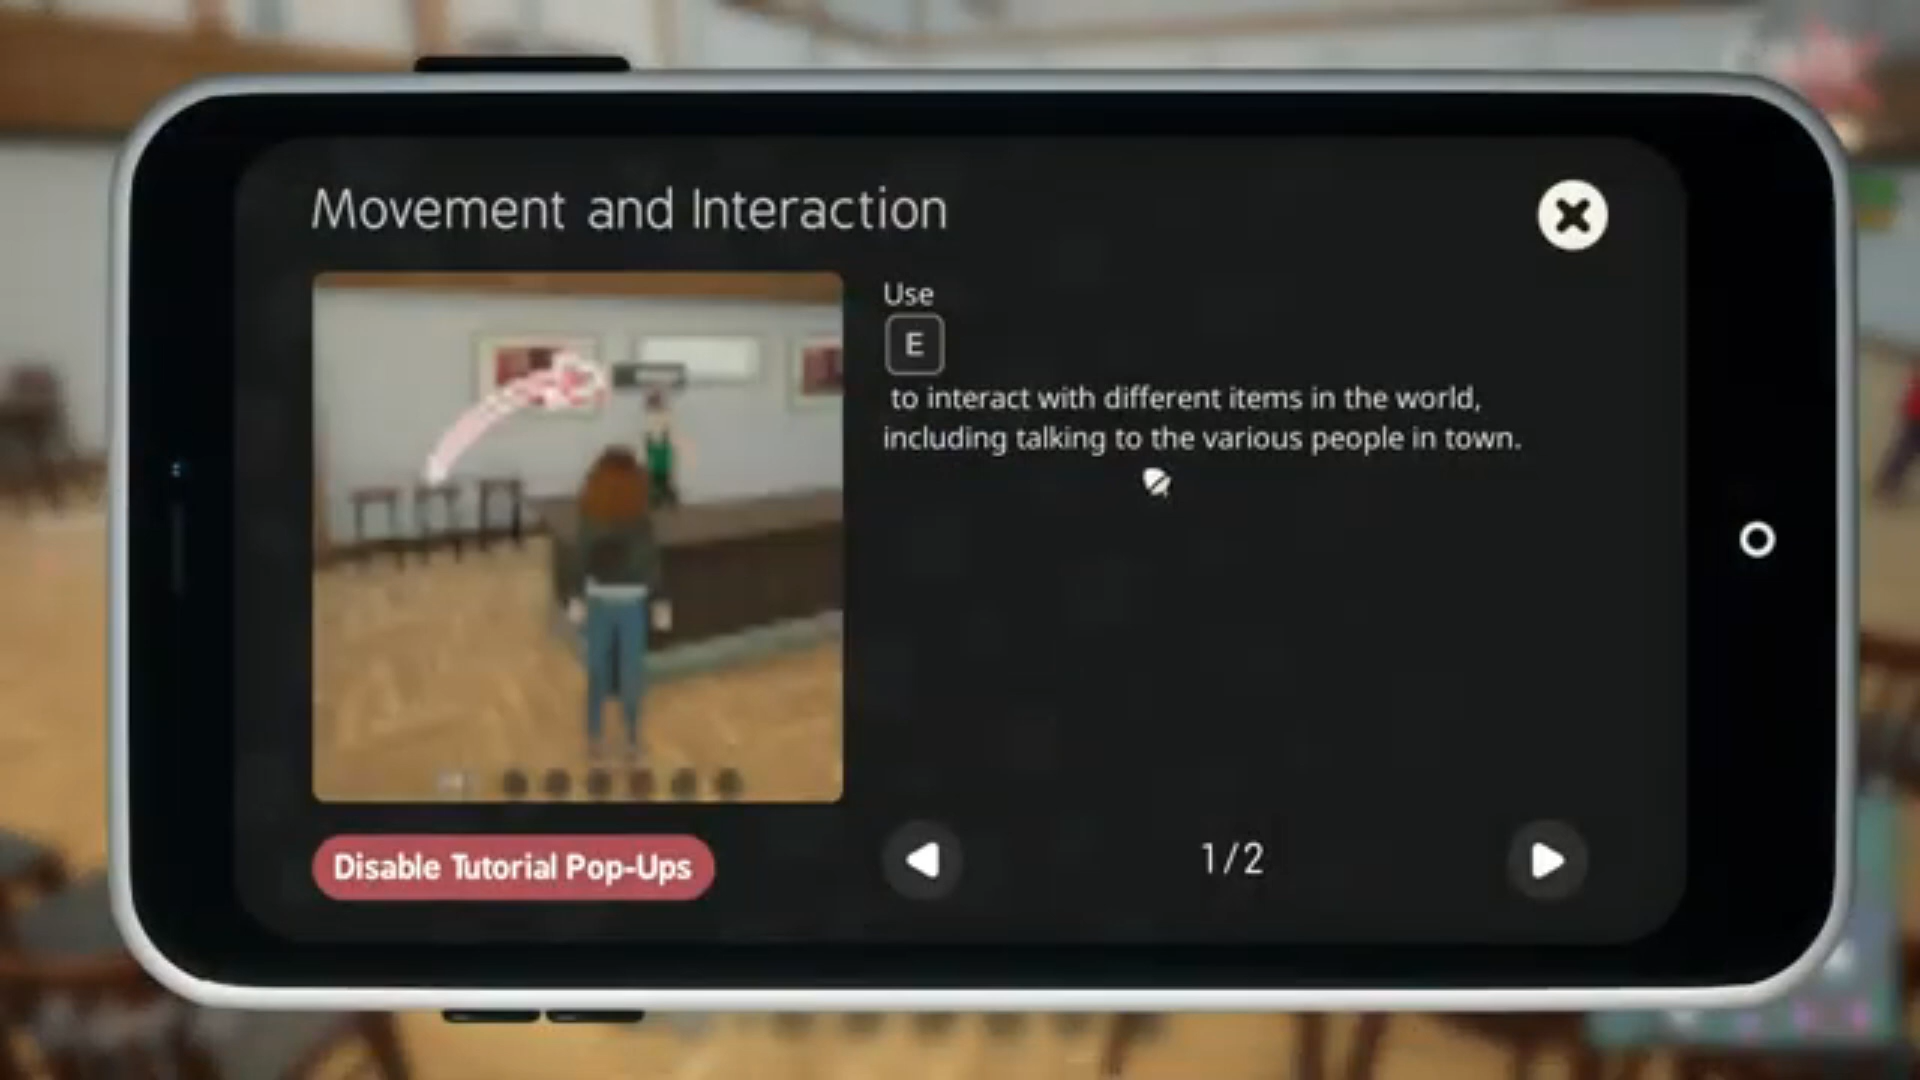 Movement and Interaction
Use
E
to interact with different items in the world,
including talking to the various people in town.
Disable Tutorial Pop-Ups
1/2